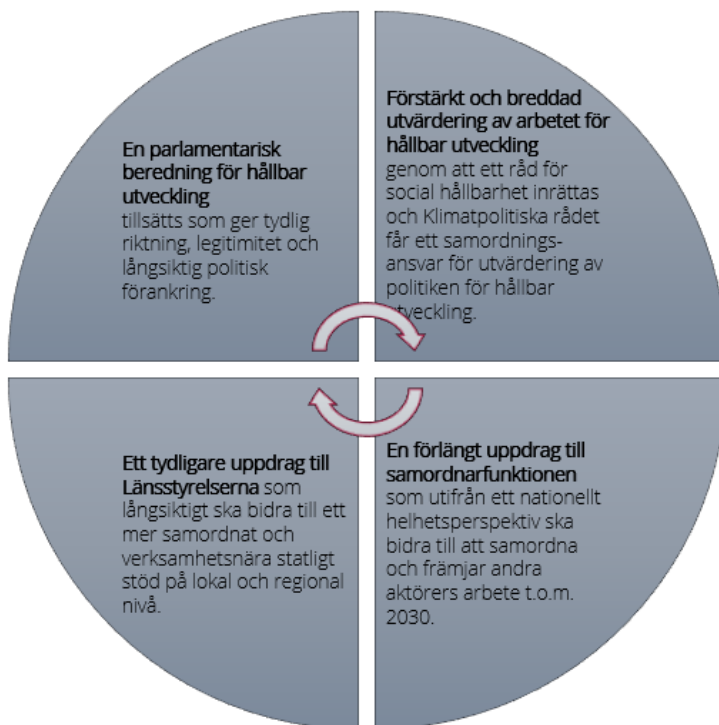 En parlamentarisk
beredning för hållbar
utveckling
tillsätts som ger tydlig
riktning, legitimitet och
långsiktig politisk
förankring.
Förstärkt och breddad
utvärdering av arbetet för
hållbar utveckling
genom att ett råd för
social hållbarhet inrättas
och Klimatpolitiska rådet
får ett samordnings-
ansvar för utvärdering av
politiken för hållbar
utveckling.
Ett tydligare uppdrag till
Länsstyrelserna som
långsiktigt ska bidra till ett
mer samordnat och
verksamhetsnära statligt
stöd på lokal och regional
nivå.
En förlängt uppdrag till
samordnarfunktionen
som utifrån ett nationellt
helhetsperspektiv ska
bidra till att samordna
och främjar andra
aktörers arbete t.o.m.
2030.